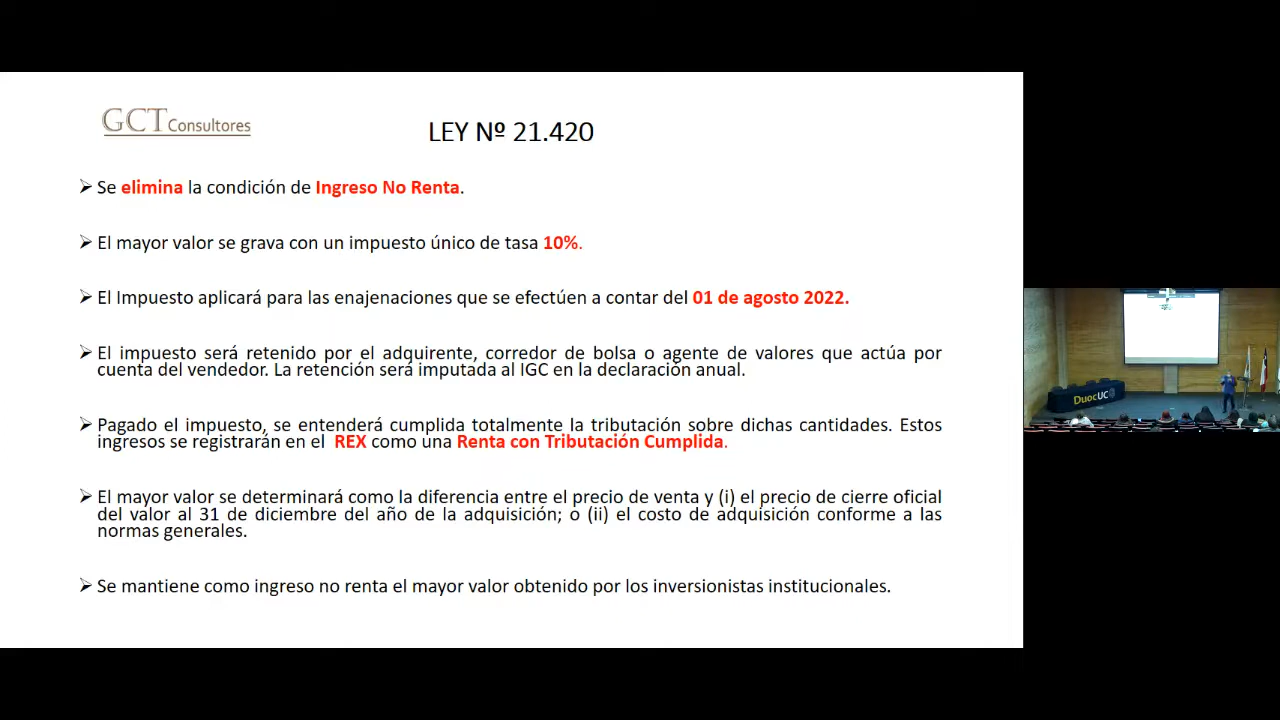 GCT Consultores
LEY Nº 21.420
➢ Se elimina la condición de Ingreso No Renta.
➢ El mayor valor se grava con un impuesto único de tasa 10%.
➢ El Impuesto aplicará para las enajenaciones que se efectúen a contar del 01 de agosto 2022.
➢ El impuesto será retenido por el adquirente, corredor de bolsa o agente de valores que actúa por
cuenta del vendedor. La retención será imputada al IGC en la declaración anual.
➢ Pagado el impuesto, se entenderá cumplida totalmente la tributación sobre dichas cantidades. Estos
ingresos se registrarán en el REX como una Renta con Tributación Cumplida.
➢ El mayor valor se determinará como la diferencia entre el precio de venta y (i) el precio de cierre oficial
del valor al 31 de diciembre del año de la adquisición; o (ii) el costo de adquisición conforme a las
normas generales.
➢ Se mantiene como ingreso no renta el mayor valor obtenido por los inversionistas institucionales.
DuocUC